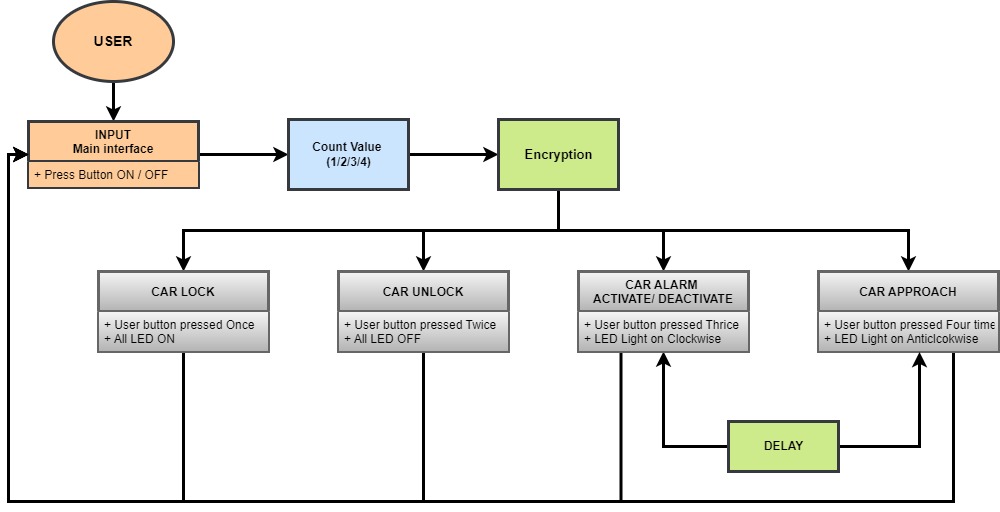 USER
INPUT
Main interface
+ Press Button ON / OFF
Count Value
(1/2/3/4)
Encryption
CAR LOCK
+ User button pressed Once
+ All LED ON
CAR UNLOCK
+ User button pressed Twice
+ All LED OFF
CAR ALARM
ACTIVATE/ DEACTIVATE
+ User button pressed Thrice
+ LED Light on Clockwise
CAR APPROACH
+ User button pressed Four time
+ LED Light on Anticlcokwise
DELAY